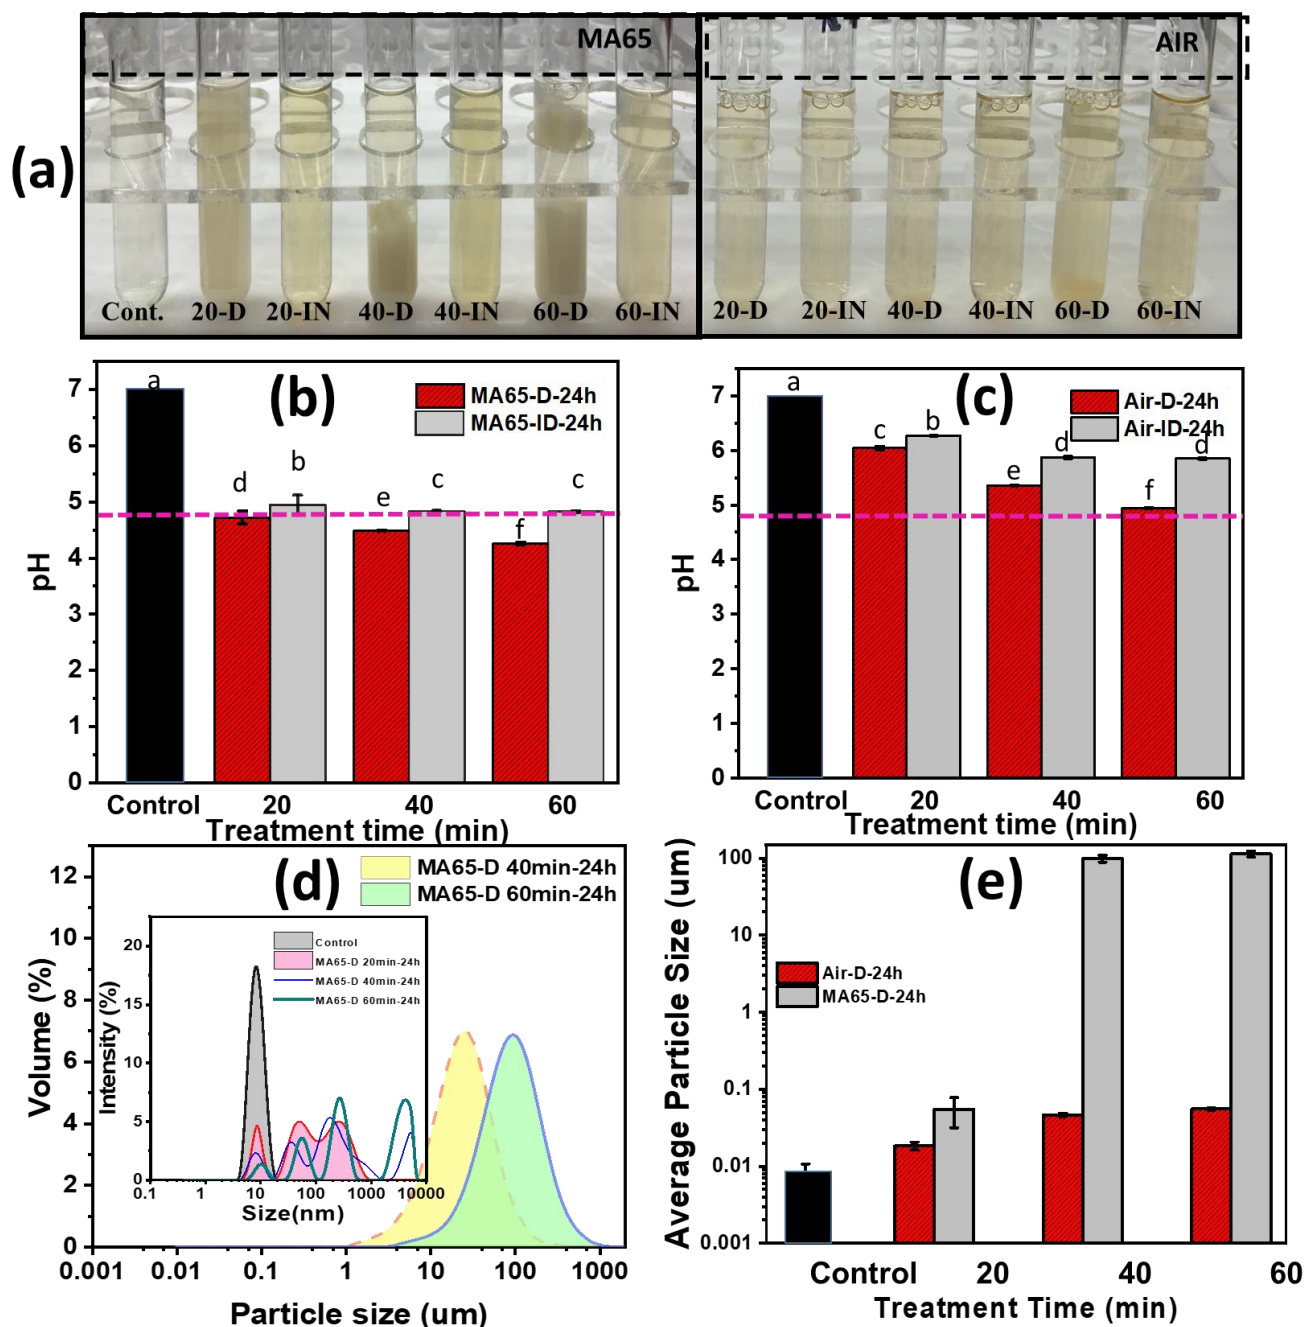 MA65
AIR
(a)
Cont. 20-D 20-IN 40-D 40-IN 60-D 60-IN
20-D 20-IN 40-D 40-IN 60-D 60-IN
(b)
MA65-D-24h
MA65-ID-24h
a
d
b
e
c
f
c
7
6
5
4
3
2
1
0
pH
Control 20 40 60
Treatment time (min)
(c)
Air-D-24h
Air-ID-24h
a
c
b
e
d
f
d
7
6
5
4
3
2
1
0
pH
Control 20 40 60
Treatment time (min)
(d)
MA65-D 40min-24h
MA65-D 60min-24h
12
10
8
6
4
2
0
Volume (%)
0.001 0.01 0.1 1 10 100 1000
Particle size (um)
Control
MA65-D 20min-24h
MA65-D 40min-24h
MA65-D 60min-24h
20
15
10
5
0
Intensity (%)
0.1 1 10 100 1000 10000
Size(nm)
(e)
Air-D-24h
MA65-D-24h
100
10
1
0.1
0.01
0.001
Average Particle Size (um)
Control 20 40 60
Treatment Time (min)